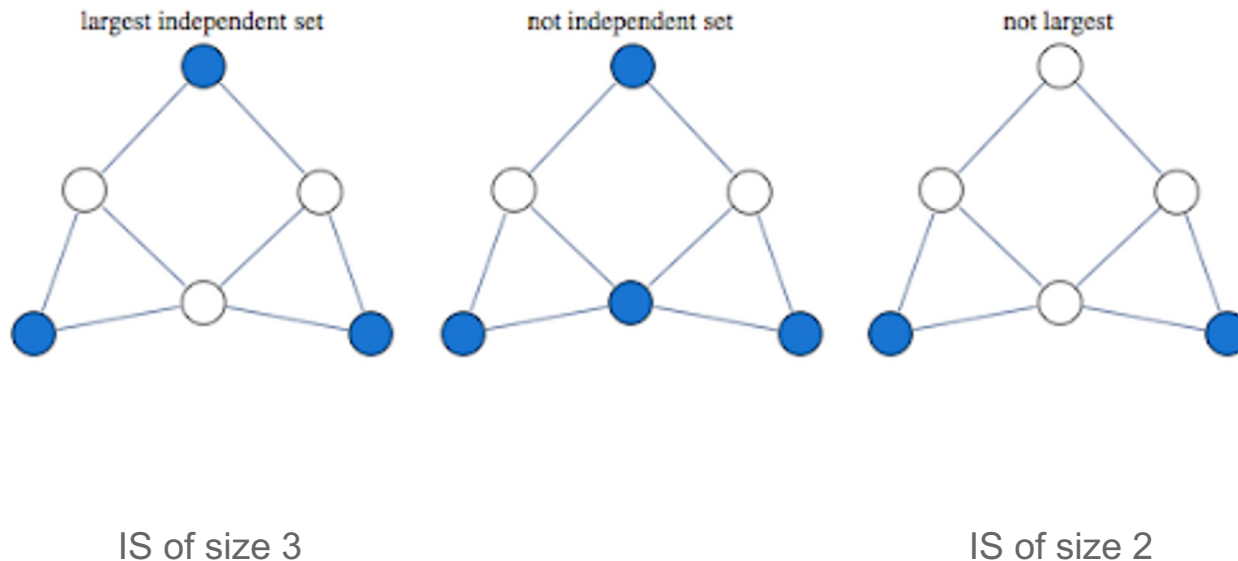 largest independent set
not independent set
not largest
IS of size 3
IS of size 2